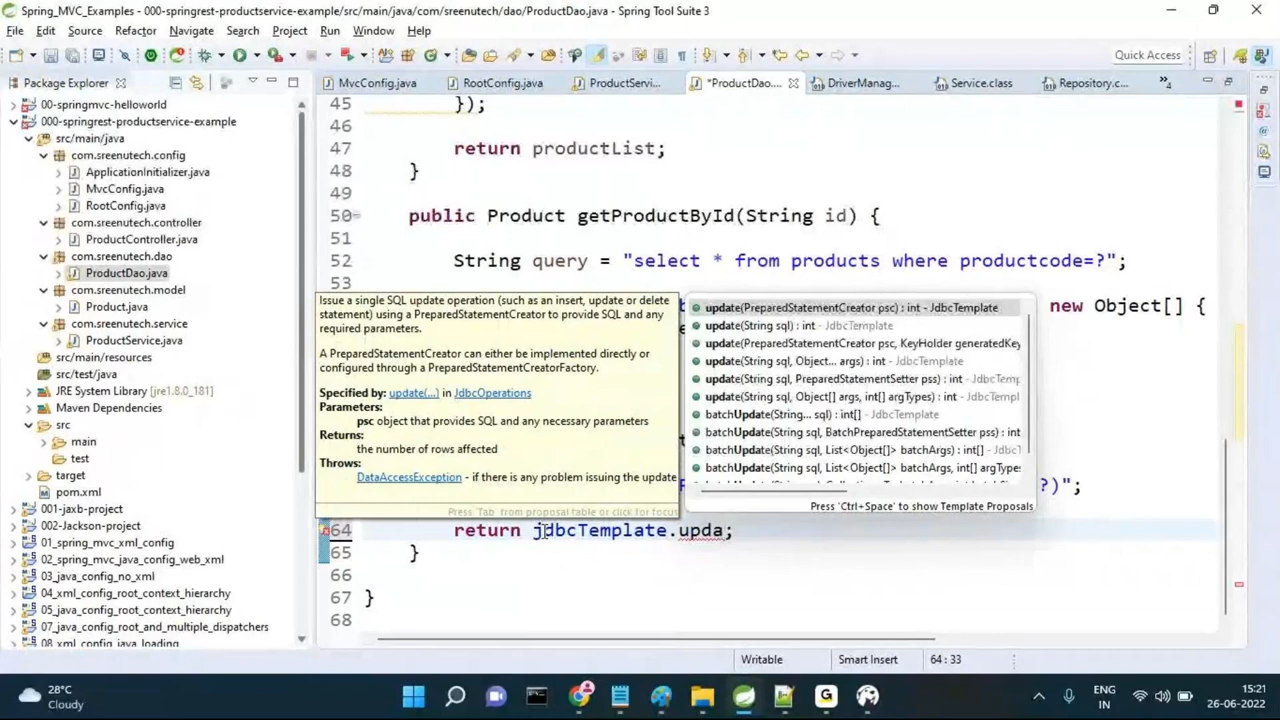 Spring_MVC_Examples - 000-springrest-productservice-example/src/main/java/com/sreenutech/dao/ProductDao.java - Spring Tool Suite 3
File Edit Source Refactor Navigate Search Project Run Window Help
Quick Access
Package Explorer
MvcConfig.java RootConfig.java ProductServi... *ProductDao.... DriverManag... Service.class Repository.c... 4
00-springmvc-helloworld
000-springrest-productservice-example
src/main/java
com.sreenutech.config
ApplicationInitializer.java
MvcConfig.java
RootConfig.java
com.sreenutech.controller
ProductController.java
com.sreenutech.dao
ProductDao.java
com.sreenutech.model
Product.java
com.sreenutech.service
ProductService.java
src/main/resources
src/test/java
JRE System Library [jre1.8.0_181]
Maven Dependencies
src
main
test
target
pom.xml
001-jaxb-project
002-Jackson-project
01_spring_mvc_xml_config
02_spring_mvc_java_config_web_xml
03_java_config_no_xml
04_xml_config_root_context_hierarchy
05_java_config_root_context_hierarchy
07_java_config_root_and_multiple_dispatchers
08_xml_config_java_loading
45 });
46
47 return productList;
48 }
49
50 public Product getProductById(String id) {
51
52 String query = "select * from products where productcode=?";
53
new Object[] {
?)";
64 return jdbcTemplate.upda;
65 }
66
67 }
68
Issue a single SQL update operation (such as an insert, update or delete
statement) using a PreparedStatementCreator to provide SQL and any
required parameters.
A PreparedStatementCreator can either be implemented directly or
configured through a PreparedStatementCreatorFactory.
Specified by: update(...) in JdbcOperations
Parameters:
psc object that provides SQL and any necessary parameters
Returns:
the number of rows affected
Throws:
DataAccessException - if there is any problem issuing the update
Press 'Tab' from proposal table or click for focus
update(PreparedStatementCreator psc) : int - JdbcTemplate
update(String sql) : int - JdbcTemplate
update(PreparedStatementCreator psc, KeyHolder generatedKey
update(String sql, Object... args) : int - JdbcTemplate
update(String sql, PreparedStatementSetter pss) : int - JdbcTemp
update(String sql, Object[] args, int[] argTypes) : int - JdbcTempl
batchUpdate(String... sql) : int[] - JdbcTemplate
batchUpdate(String sql, BatchPreparedStatementSetter pss) : int
batchUpdate(String sql, List<Object[]> batchArgs) : int[] - JdbcT
batchUpdate(String sql, List<Object[]> batchArgs, int[] argTypes
Press 'Ctrl+Space' to show Template Proposals
Writable Smart Insert 64 : 33
28°C
Cloudy
ENG
IN
15:21
26-06-2022